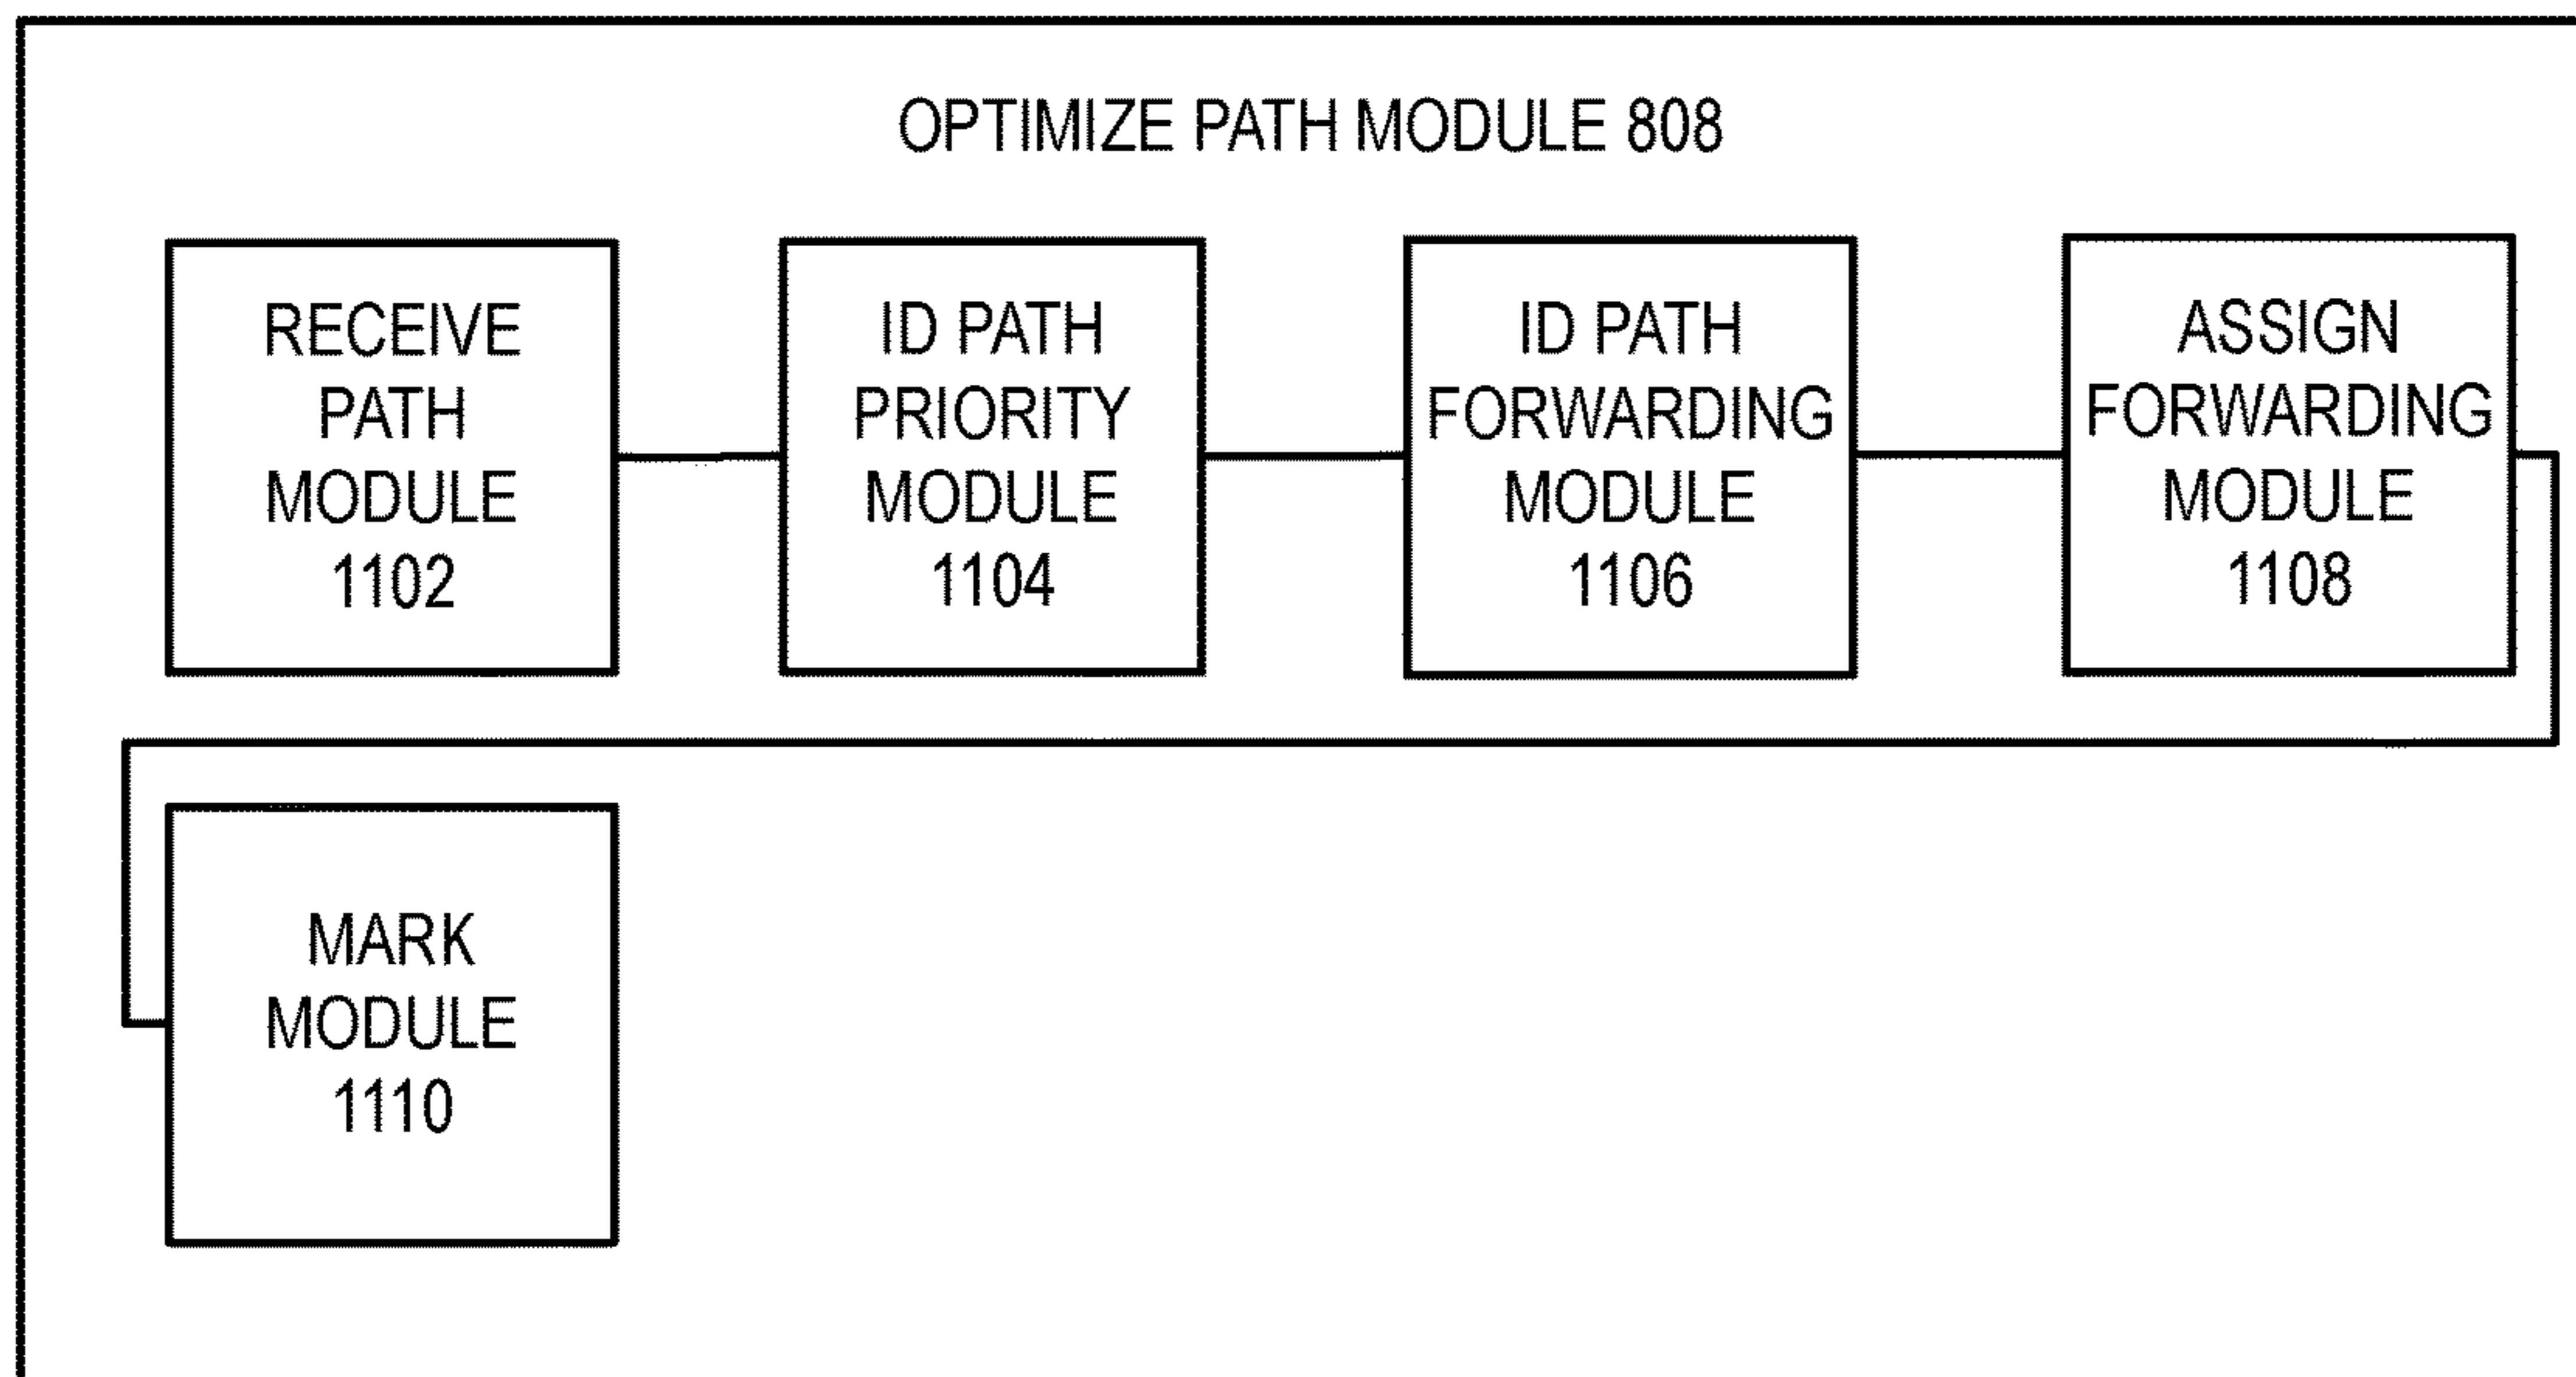 OPTIMIZE PATH MODULE 808
RECEIVE
PATH
MODULE
1102
ID PATH
PRIORITY
MODULE
1104
ID PATH
FORWARDING
MODULE
1106
ASSIGN
FORWARDING
MODULE
1108
MARK
MODULE
1110